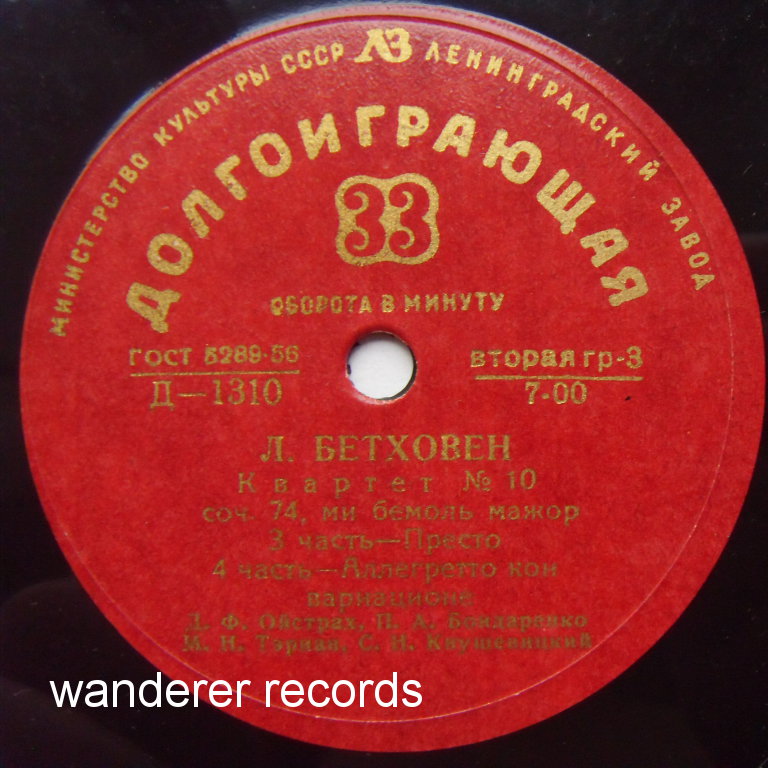 МИНИСТЕРСТВО КУЛЬТУРЫ СССР ЛЗ ЛЕНИНГРАДСКИЙ ЗАВОД
ДОЛГОИГРАЮЩАЯ
33
ОБОРОТА В МИНУТУ
ГОСТ 5289-56
Д—1310
вторая гр-3
7-00
Л. БЕТХОВЕН
Квартет № 10
соч. 74, ми бемоль мажор
3 часть—Престо
4 часть—Аллегретто кон
вариационе
Д. Ф. Ойстрах, П. А. Бондаренко
М. Н. Тэриан, С. Н. Кнушевицкий
wanderer records